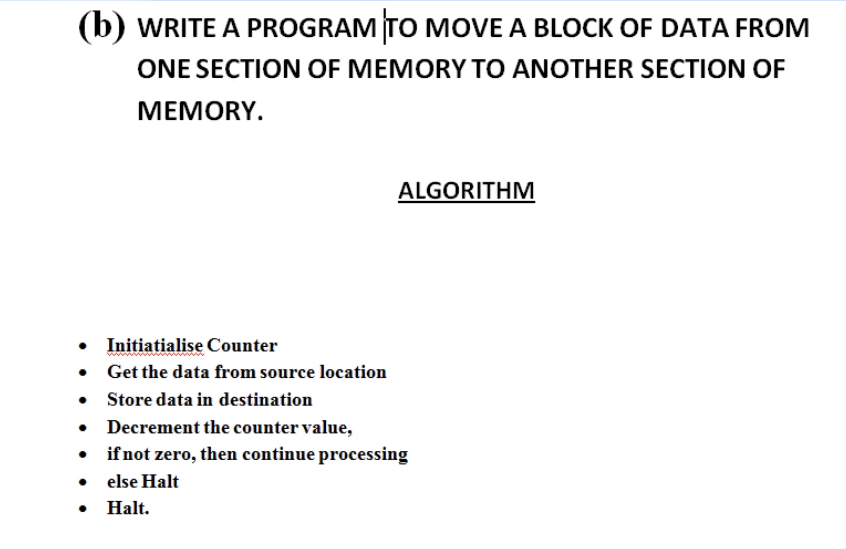 (b) WRITE A PROGRAM TO MOVE A BLOCK OF DATA FROM
ONE SECTION OF MEMORY TO ANOTHER SECTION OF
MEMORY.
ALGORITHM
• Initiatialise Counter
• Get the data from source location
• Store data in destination
• Decrement the counter value,
• if not zero, then continue processing
• else Halt
• Halt.